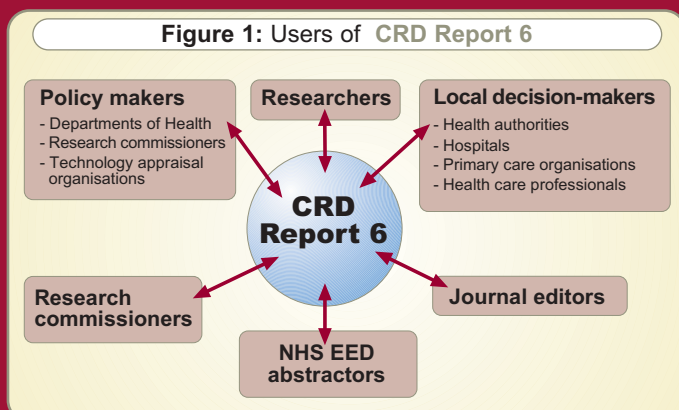 Figure 1: Users of CRD Report 6
Policy makers
- Departments of Health
- Research commissioners
- Technology appraisal
organisations
Researchers
Local decision-makers
- Health authorities
- Hospitals
- Primary care organisations
- Health care professionals
CRD
Report 6
Research
commissioners
NHS EED
abstractors
Journal editors